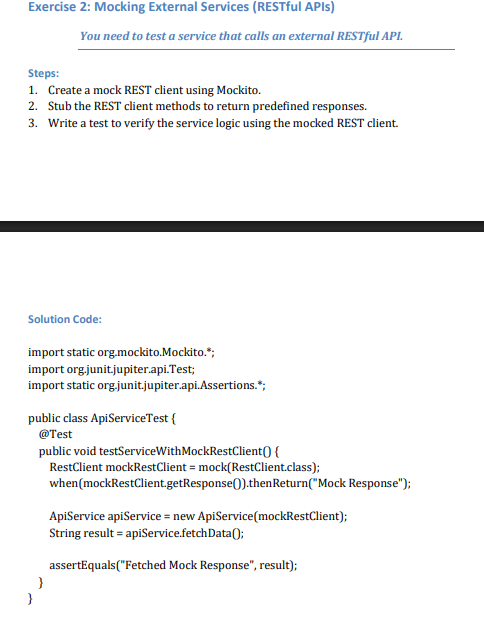 Exercise 2: Mocking External Services (RESTful APIs)
You need to test a service that calls an external RESTful API.
Steps:
1. Create a mock REST client using Mockito.
2. Stub the REST client methods to return predefined responses.
3. Write a test to verify the service logic using the mocked REST client.
Solution Code:
import static org.mockito.Mockito.*;
import org.junit.jupiter.api.Test;
import static org.junit.jupiter.api.Assertions.*;
public class ApiServiceTest {
@Test
public void testServiceWithMockRestClient() {
RestClient mockRestClient = mock(RestClient.class);
when(mockRestClient.getResponse()).thenReturn("Mock Response");
ApiService apiService = new ApiService(mockRestClient);
String result = apiService.fetchData();
assertEquals("Fetched Mock Response", result);
}
}